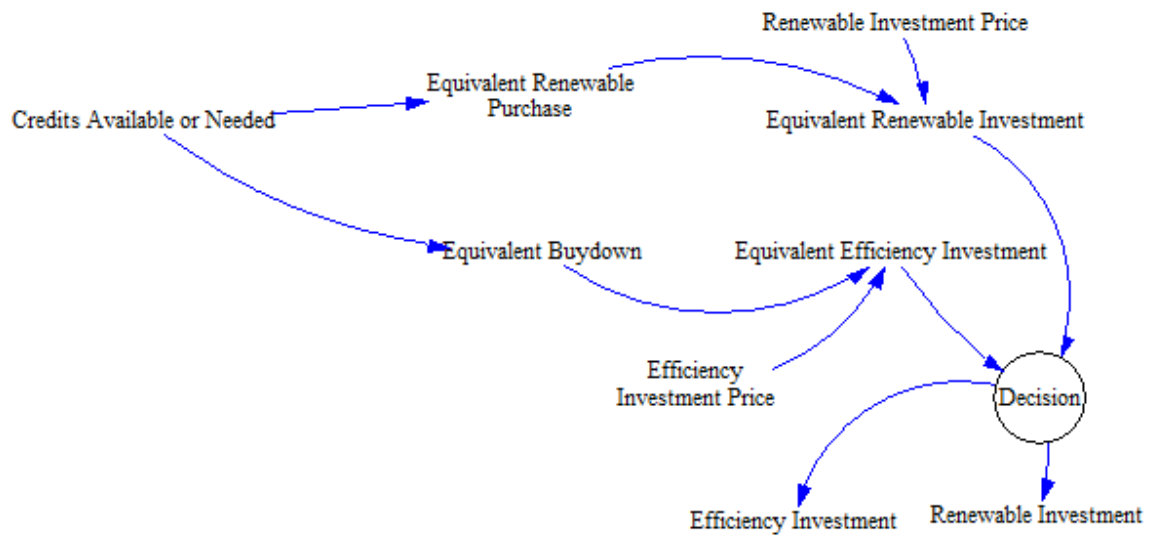 Renewable Investment Price
Equivalent Renewable
Purchase
Credits Available or Needed
Equivalent Renewable Investment
Equivalent Buydown
Equivalent Efficiency Investment
Efficiency
Investment Price
Decision
Efficiency Investment
Renewable Investment